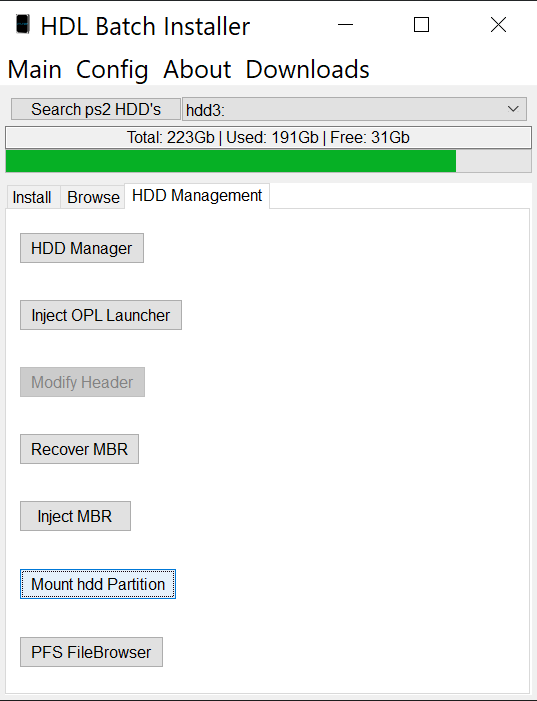 HDL Batch Installer
Main Config About Downloads
Search ps2 HDD's hdd3:
Total: 223Gb | Used: 191Gb | Free: 31Gb
Install Browse HDD Management
HDD Manager
Inject OPL Launcher
Modify Header
Recover MBR
Inject MBR
Mount hdd Partition
PFS FileBrowser